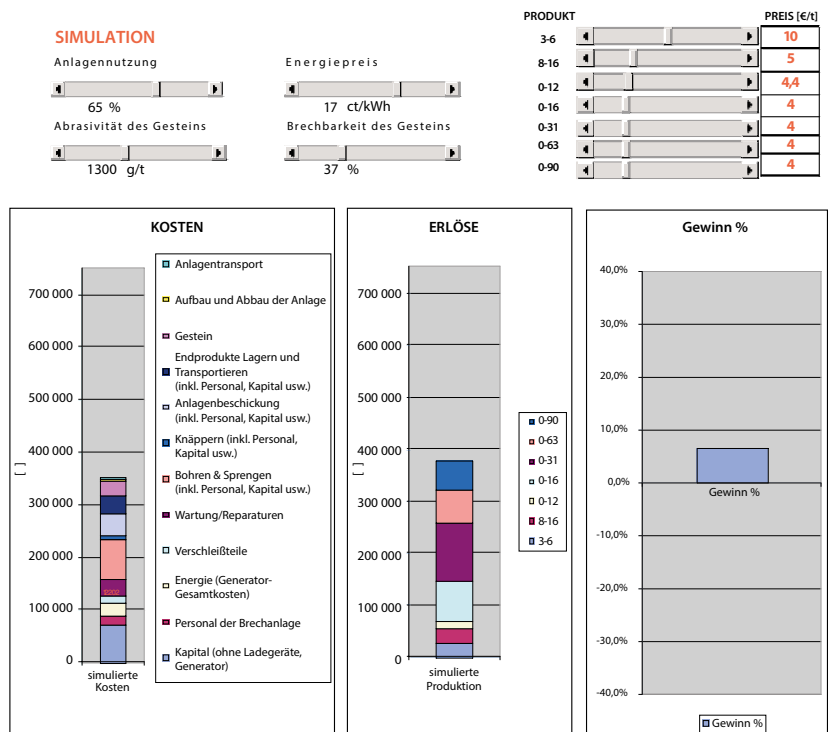 SIMULATION
Anlagennutzung
65 %
Energiepreis
17 ct/kWh
Abrasivität des Gesteins
1300 g/t
Brechbarkeit des Gesteins
37 %
PRODUKT
PREIS [€/t]
3-6
10
8-16
5
0-12
4,4
0-16
4
0-31
4
0-63
4
0-90
4
KOSTEN
700 000
600 000
500 000
400 000
[ ]
300 000
200 000
100 000
0
simulierte
Kosten
Anlagentransport
Aufbau und Abbau der Anlage
Gestein
Endprodukte Lagern und
Transportieren
(inkl. Personal, Kapital usw.)
Anlagenbeschickung
(inkl. Personal, Kapital usw.)
Knäppern (inkl. Personal,
Kapital usw.)
Bohren & Sprengen
(inkl. Personal, Kapital usw.)
Wartung/Reparaturen
Verschleißteile
Energie (Generator-
Gesamtkosten)
Personal der Brechanlage
Kapital (ohne Ladegeräte,
Generator)
ERLÖSE
700 000
600 000
500 000
400 000
[ ]
300 000
200 000
100 000
0
simulierte
Produktion
0-90
0-63
0-31
0-16
0-12
8-16
3-6
Gewinn %
40,0%
30,0%
20,0%
10,0%
0,0%
-10,0%
-20,0%
-30,0%
-40,0%
Gewinn %
Gewinn %